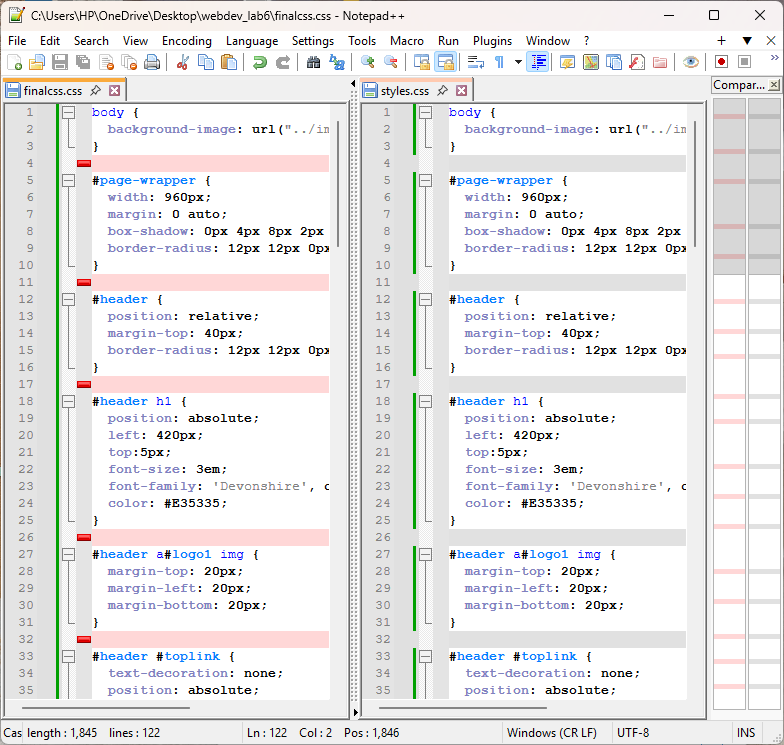 C:\Users\HP\OneDrive\Desktop\webdev_lab6\finalcss.css - Notepad++
File Edit Search View Encoding Language Settings Tools Macro Run Plugins Window ?
finalcss.css
1 body {
2 background-image: url("../im
3 }
4
5 #page-wrapper {
6 width: 960px;
7 margin: 0 auto;
8 box-shadow: 0px 4px 8px 2px
9 border-radius: 12px 12px 0px
10 }
11
12 #header {
13 position: relative;
14 margin-top: 40px;
15 border-radius: 12px 12px 0px
16 }
17
18 #header h1 {
19 position: absolute;
20 left: 420px;
21 top:5px;
22 font-size: 3em;
23 font-family: 'Devonshire', c
24 color: #E35335;
25 }
26
27 #header a#logo1 img {
28 margin-top: 20px;
29 margin-left: 20px;
30 margin-bottom: 20px;
31 }
32
33 #header #toplink {
34 text-decoration: none;
35 position: absolute;
styles.css
1 body {
2 background-image: url("../im
3 }
4
5 #page-wrapper {
6 width: 960px;
7 margin: 0 auto;
8 box-shadow: 0px 4px 8px 2px
9 border-radius: 12px 12px 0px
10 }
11
12 #header {
13 position: relative;
14 margin-top: 40px;
15 border-radius: 12px 12px 0px
16 }
17
18 #header h1 {
19 position: absolute;
20 left: 420px;
21 top:5px;
22 font-size: 3em;
23 font-family: 'Devonshire', c
24 color: #E35335;
25 }
26
27 #header a#logo1 img {
28 margin-top: 20px;
29 margin-left: 20px;
30 margin-bottom: 20px;
31 }
32
33 #header #toplink {
34 text-decoration: none;
35 position: absolute;
Compar...
Cas length : 1,845 lines : 122 Ln : 122 Col : 2 Pos : 1,846 Windows (CR LF) UTF-8 INS